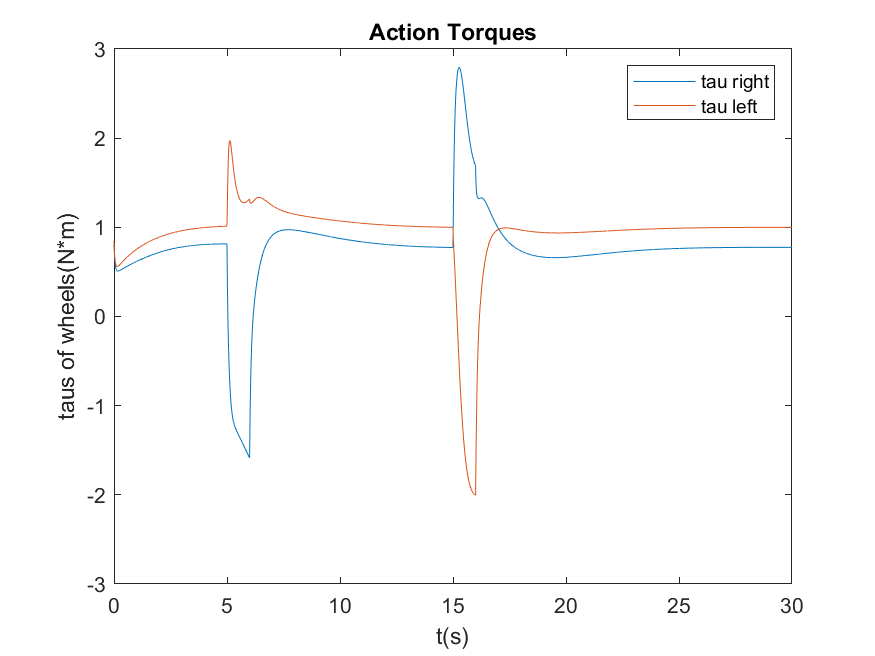 Action Torques
3
2
1
0
-1
-2
-3
taus of wheels(N*m)
tau right
tau left
0 5 10 15 20 25 30
t(s)